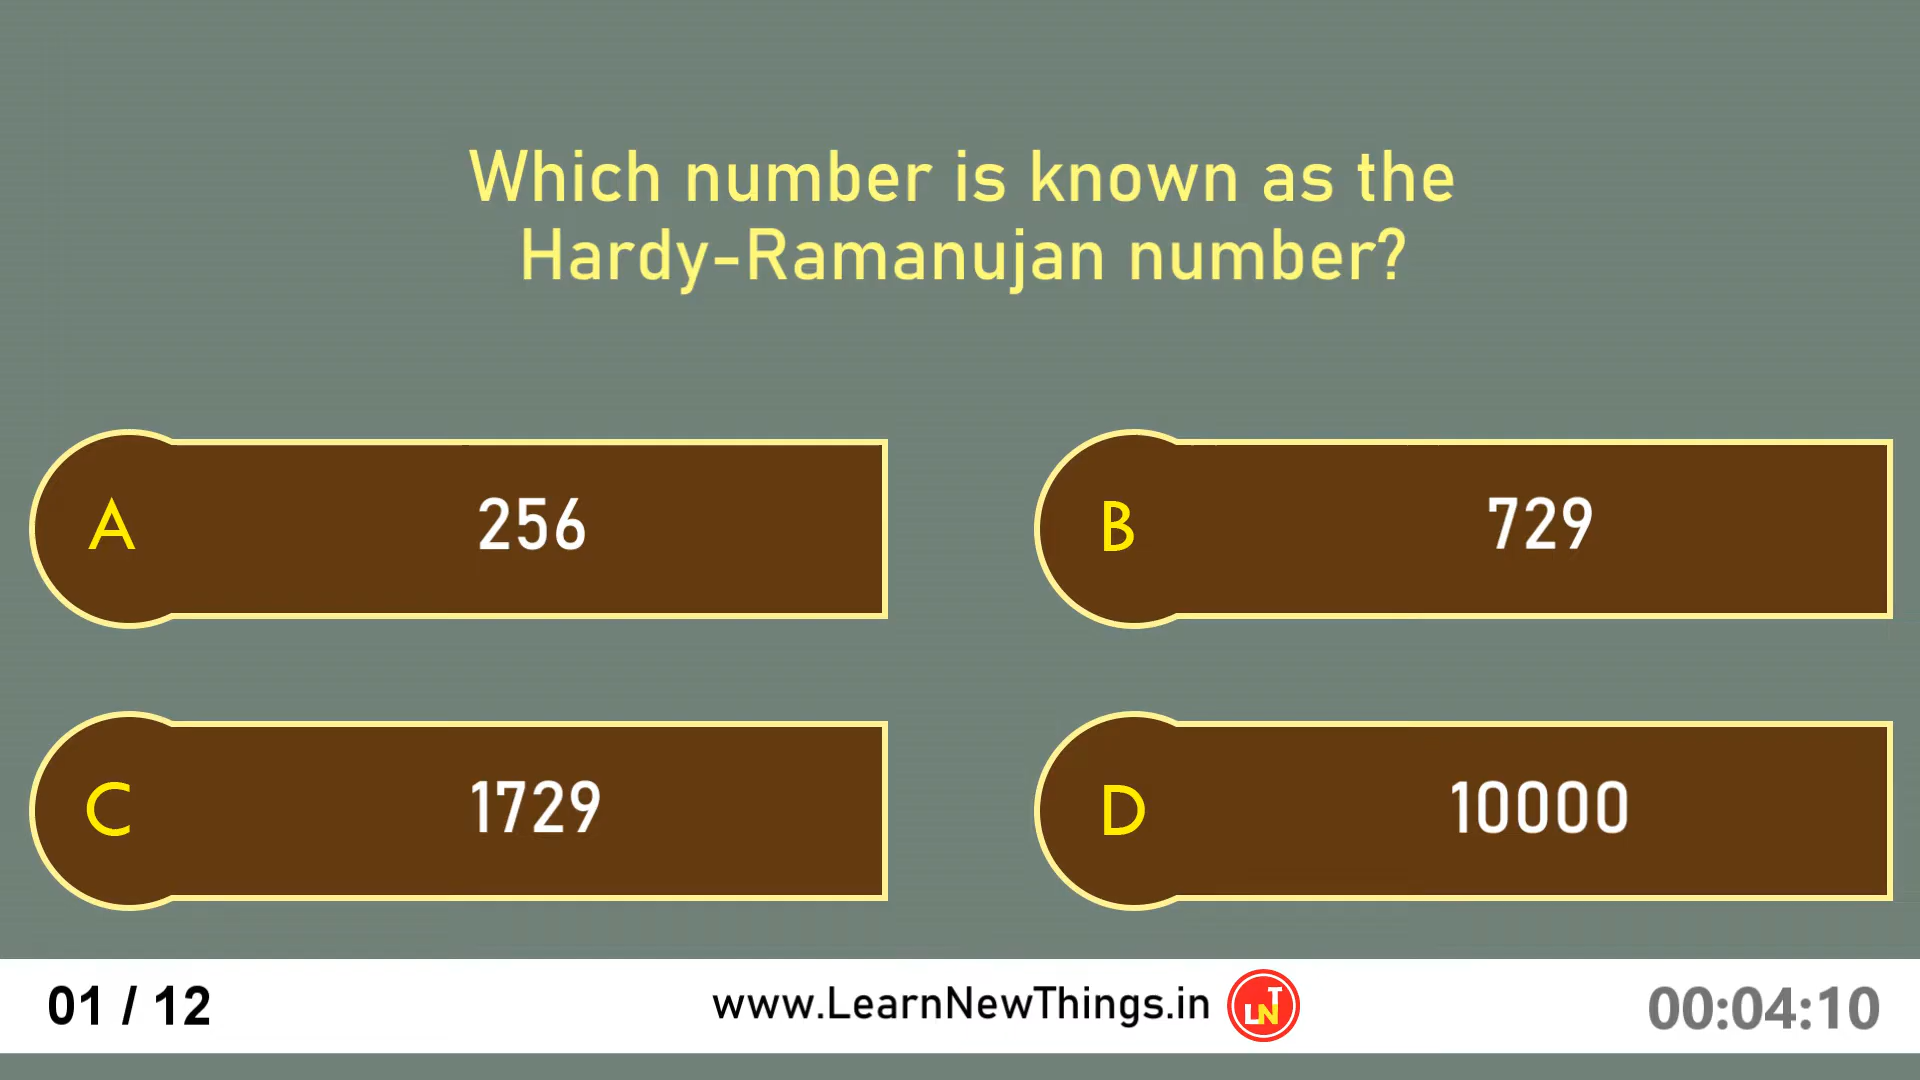 Which number is known as the
Hardy-Ramanujan number?
A 256
B 729
C 1729
D 10000
01 / 12
www.LearnNewThings.in
LNT
00:04:10